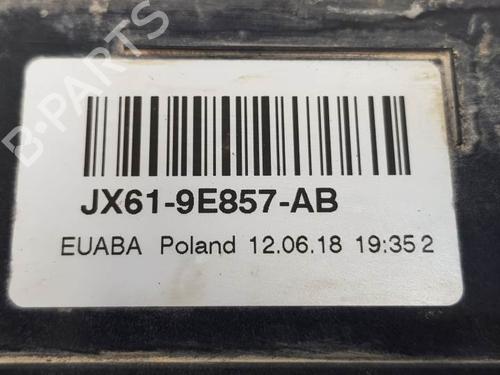 B-PARTS
JX61-9E857-AB
EUABA Poland 12.06.18 19:35 2